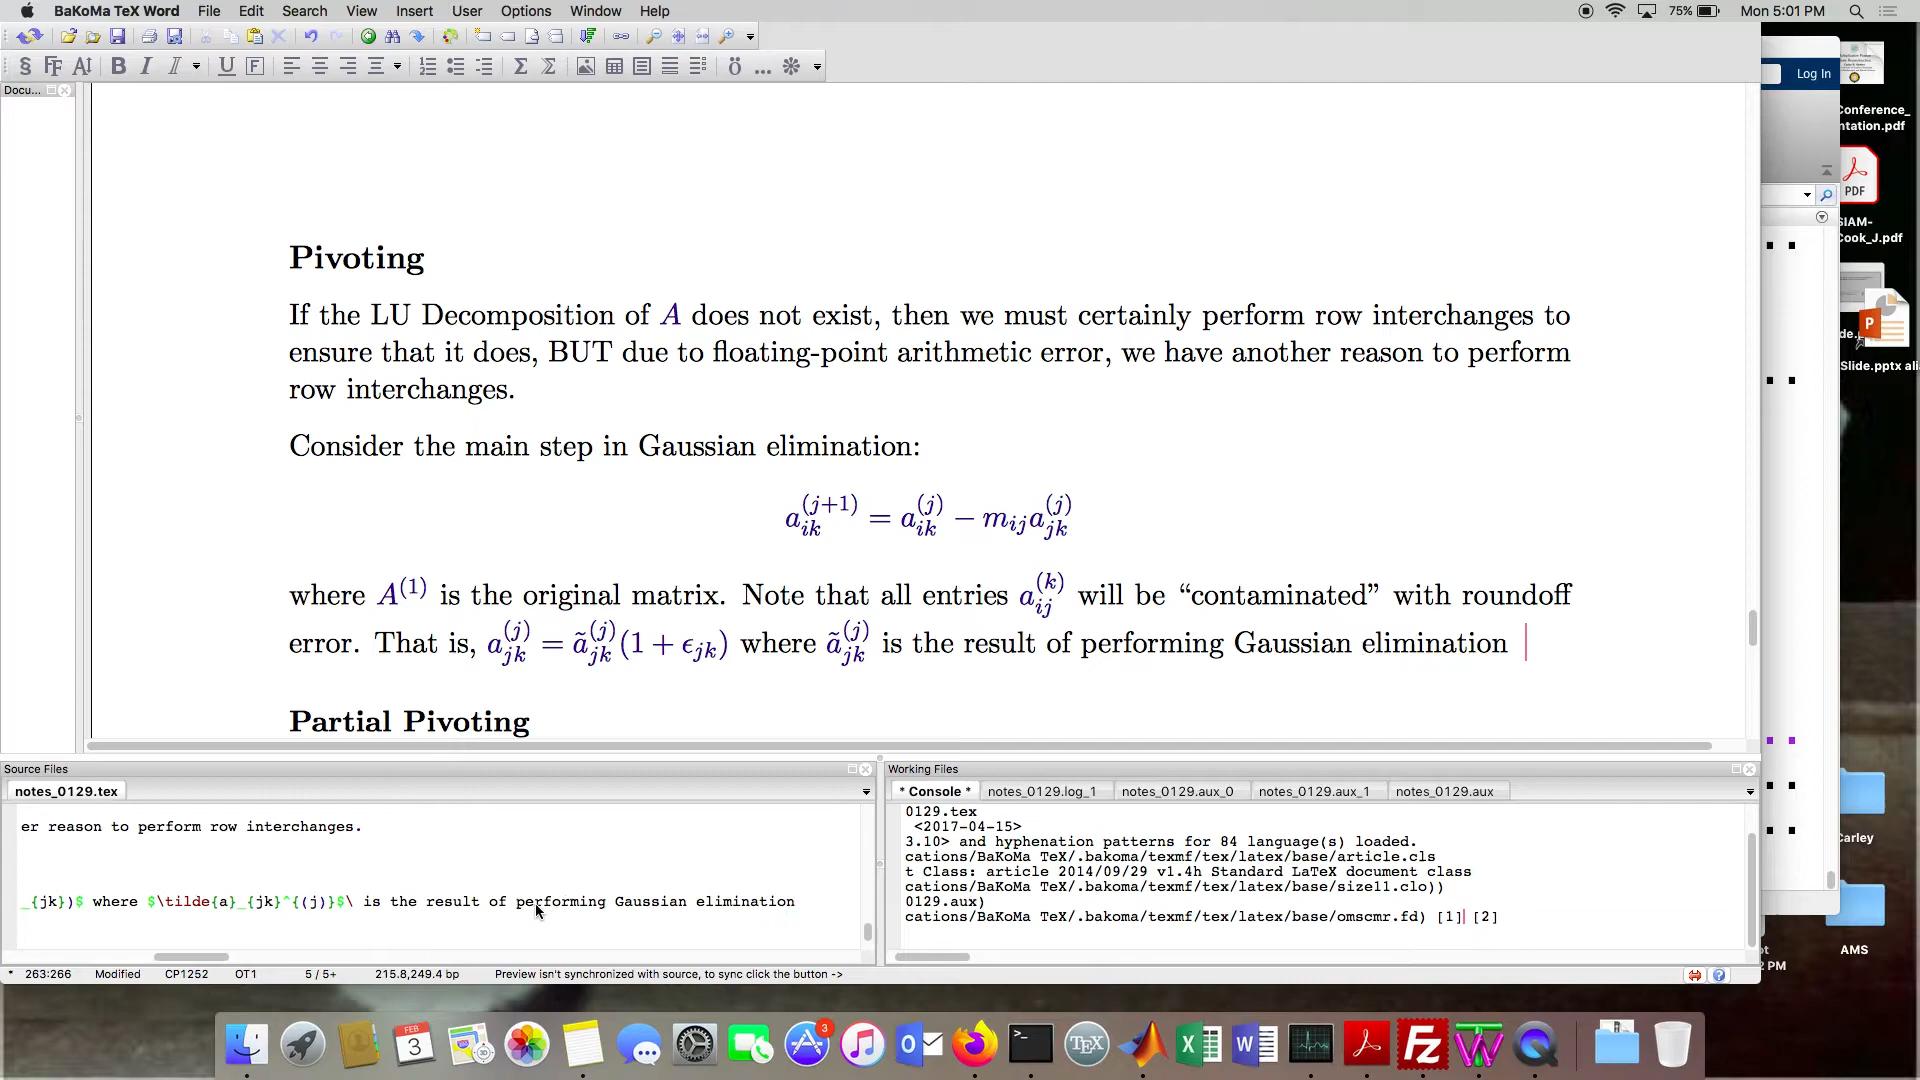 BaKoMa TeX Word File Edit Search View Insert User Options Window Help 75% Mon 5:01 PM
Docu...
Log In
Conference_
ntation.pdf
PDF
SIAM-
Cook_J.pdf
Slide.pptx ali
Pivoting
If the LU Decomposition of A does not exist, then we must certainly perform row interchanges to
ensure that it does, BUT due to floating-point arithmetic error, we have another reason to perform
row interchanges.
Consider the main step in Gaussian elimination:
a_{ik}^{(j+1)} = a_{ik}^{(j)} − m_{ij}a_{jk}^{(j)}
where A^{(1)} is the original matrix. Note that all entries a_{ij}^{(k)} will be “contaminated” with roundoff
error. That is, a_{jk}^{(j)} = ã_{jk}^{(j)}(1 + ϵ_{jk}) where ã_{jk}^{(j)} is the result of performing Gaussian elimination
Partial Pivoting
Source Files
notes_0129.tex
er reason to perform row interchanges.
_{jk})$ where $\tilde{a}_{jk}^{(j)}$\ is the result of performing Gaussian elimination
Working Files
* Console * notes_0129.log_1 notes_0129.aux_0 notes_0129.aux_1 notes_0129.aux
0129.tex
<2017-04-15>
3.10> and hyphenation patterns for 84 language(s) loaded.
cations/BaKoMa TeX/.bakoma/texmf/tex/latex/base/article.cls
t Class: article 2014/09/29 v1.4h Standard LaTeX document class
cations/BaKoMa TeX/.bakoma/texmf/tex/latex/base/size11.clo))
0129.aux)
cations/BaKoMa TeX/.bakoma/texmf/tex/latex/base/omscmr.fd) [1] [2]
* 263:266 Modified CP1252 OT1 5 / 5+ 215.8,249.4 bp Preview isn't synchronized with source, to sync click the button ->
Carley
AMS
2 PM
FEB
3
3
TEX